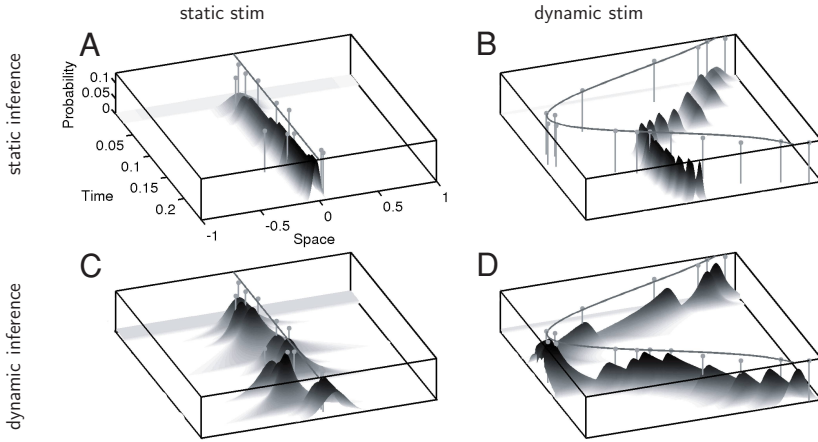 static stim
dynamic stim
static inference
A
B
Probability
0.1
0.05
0
0.05
0.1
0.15
0.2
Time
-1
-0.5
0
0.5
1
Space
dynamic inference
C
D